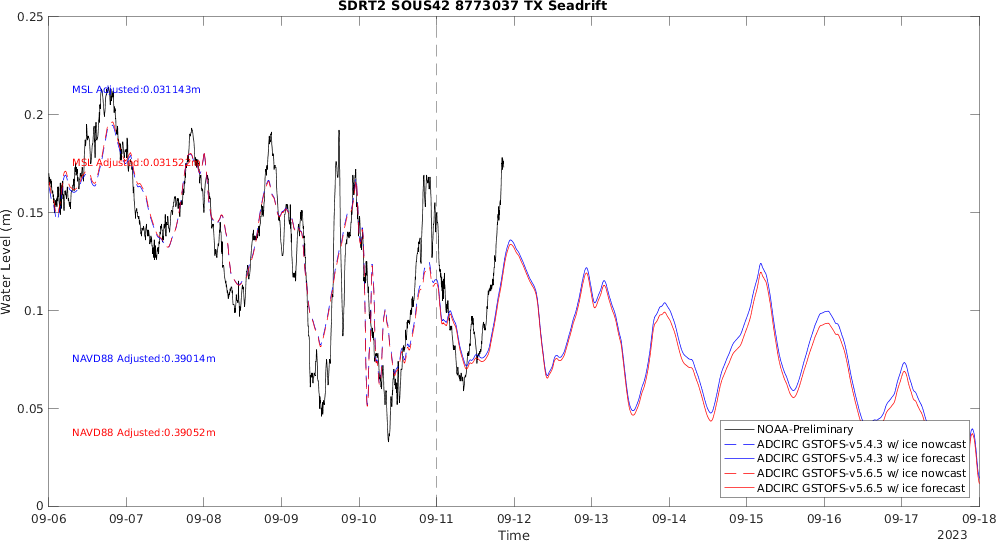 SDRT2 SOUS42 8773037 TX Seadrift
0.25
MSL Adjusted:0.031143m
0.2
MSL Adjusted:0.031522m
0.15
Water Level (m)
0.1
NAVD88 Adjusted:0.39014m
0.05
NAVD88 Adjusted:0.39052m
NOAA-Preliminary
ADCIRC GSTOFS-v5.4.3 w/ ice nowcast
ADCIRC GSTOFS-v5.4.3 w/ ice forecast
ADCIRC GSTOFS-v5.6.5 w/ ice nowcast
ADCIRC GSTOFS-v5.6.5 w/ ice forecast
0
09-06 09-07 09-08 09-09 09-10 09-11 09-12 09-13 09-14 09-15 09-16 09-17 09-18
Time
2023